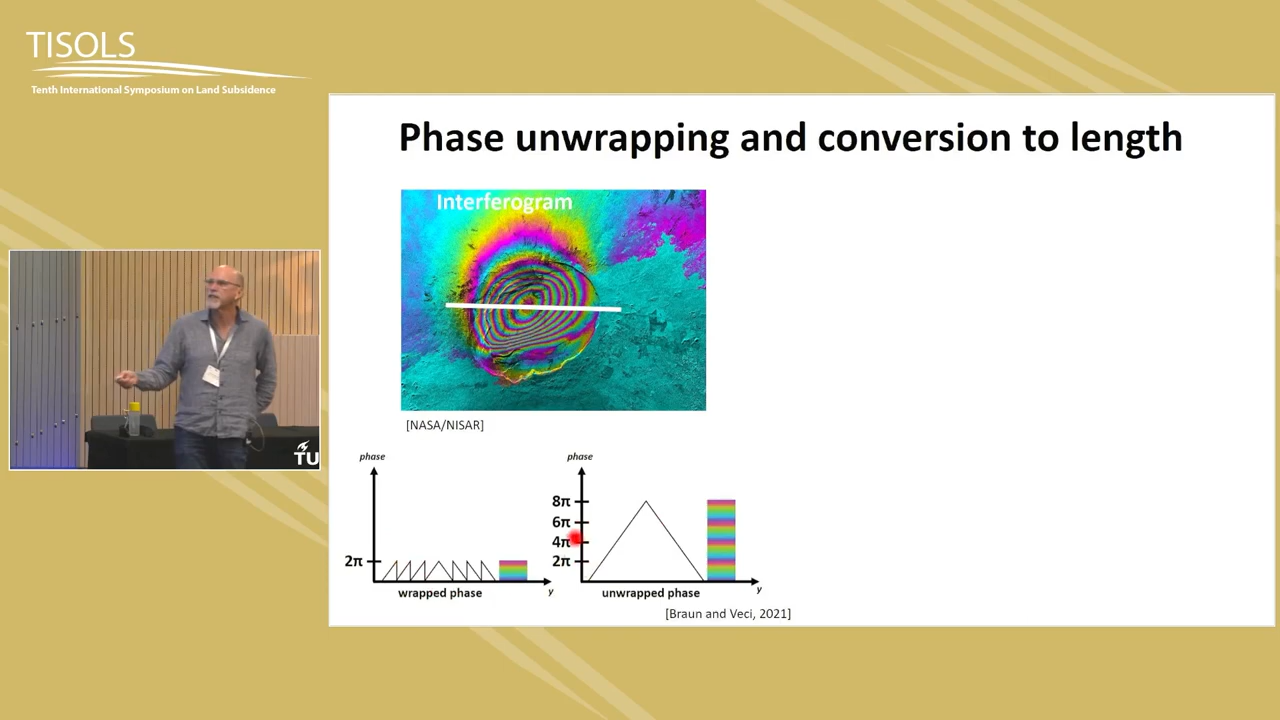 TISOLS
Tenth International Symposium on Land Subsidence
Phase unwrapping and conversion to length
Interferogram
[NASA/NISAR]
phase
2π
wrapped phase
y
phase
8π
6π
4π
2π
unwrapped phase
y
[Braun and Veci, 2021]
TU